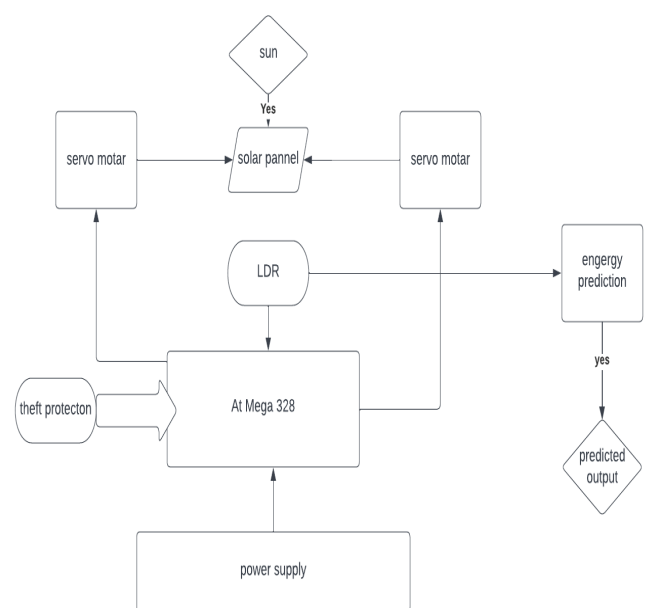 sun
Yes
servo motar
solar pannel
servo motar
LDR
engergy
prediction
yes
theft protecton
At Mega 328
predicted
output
power supply